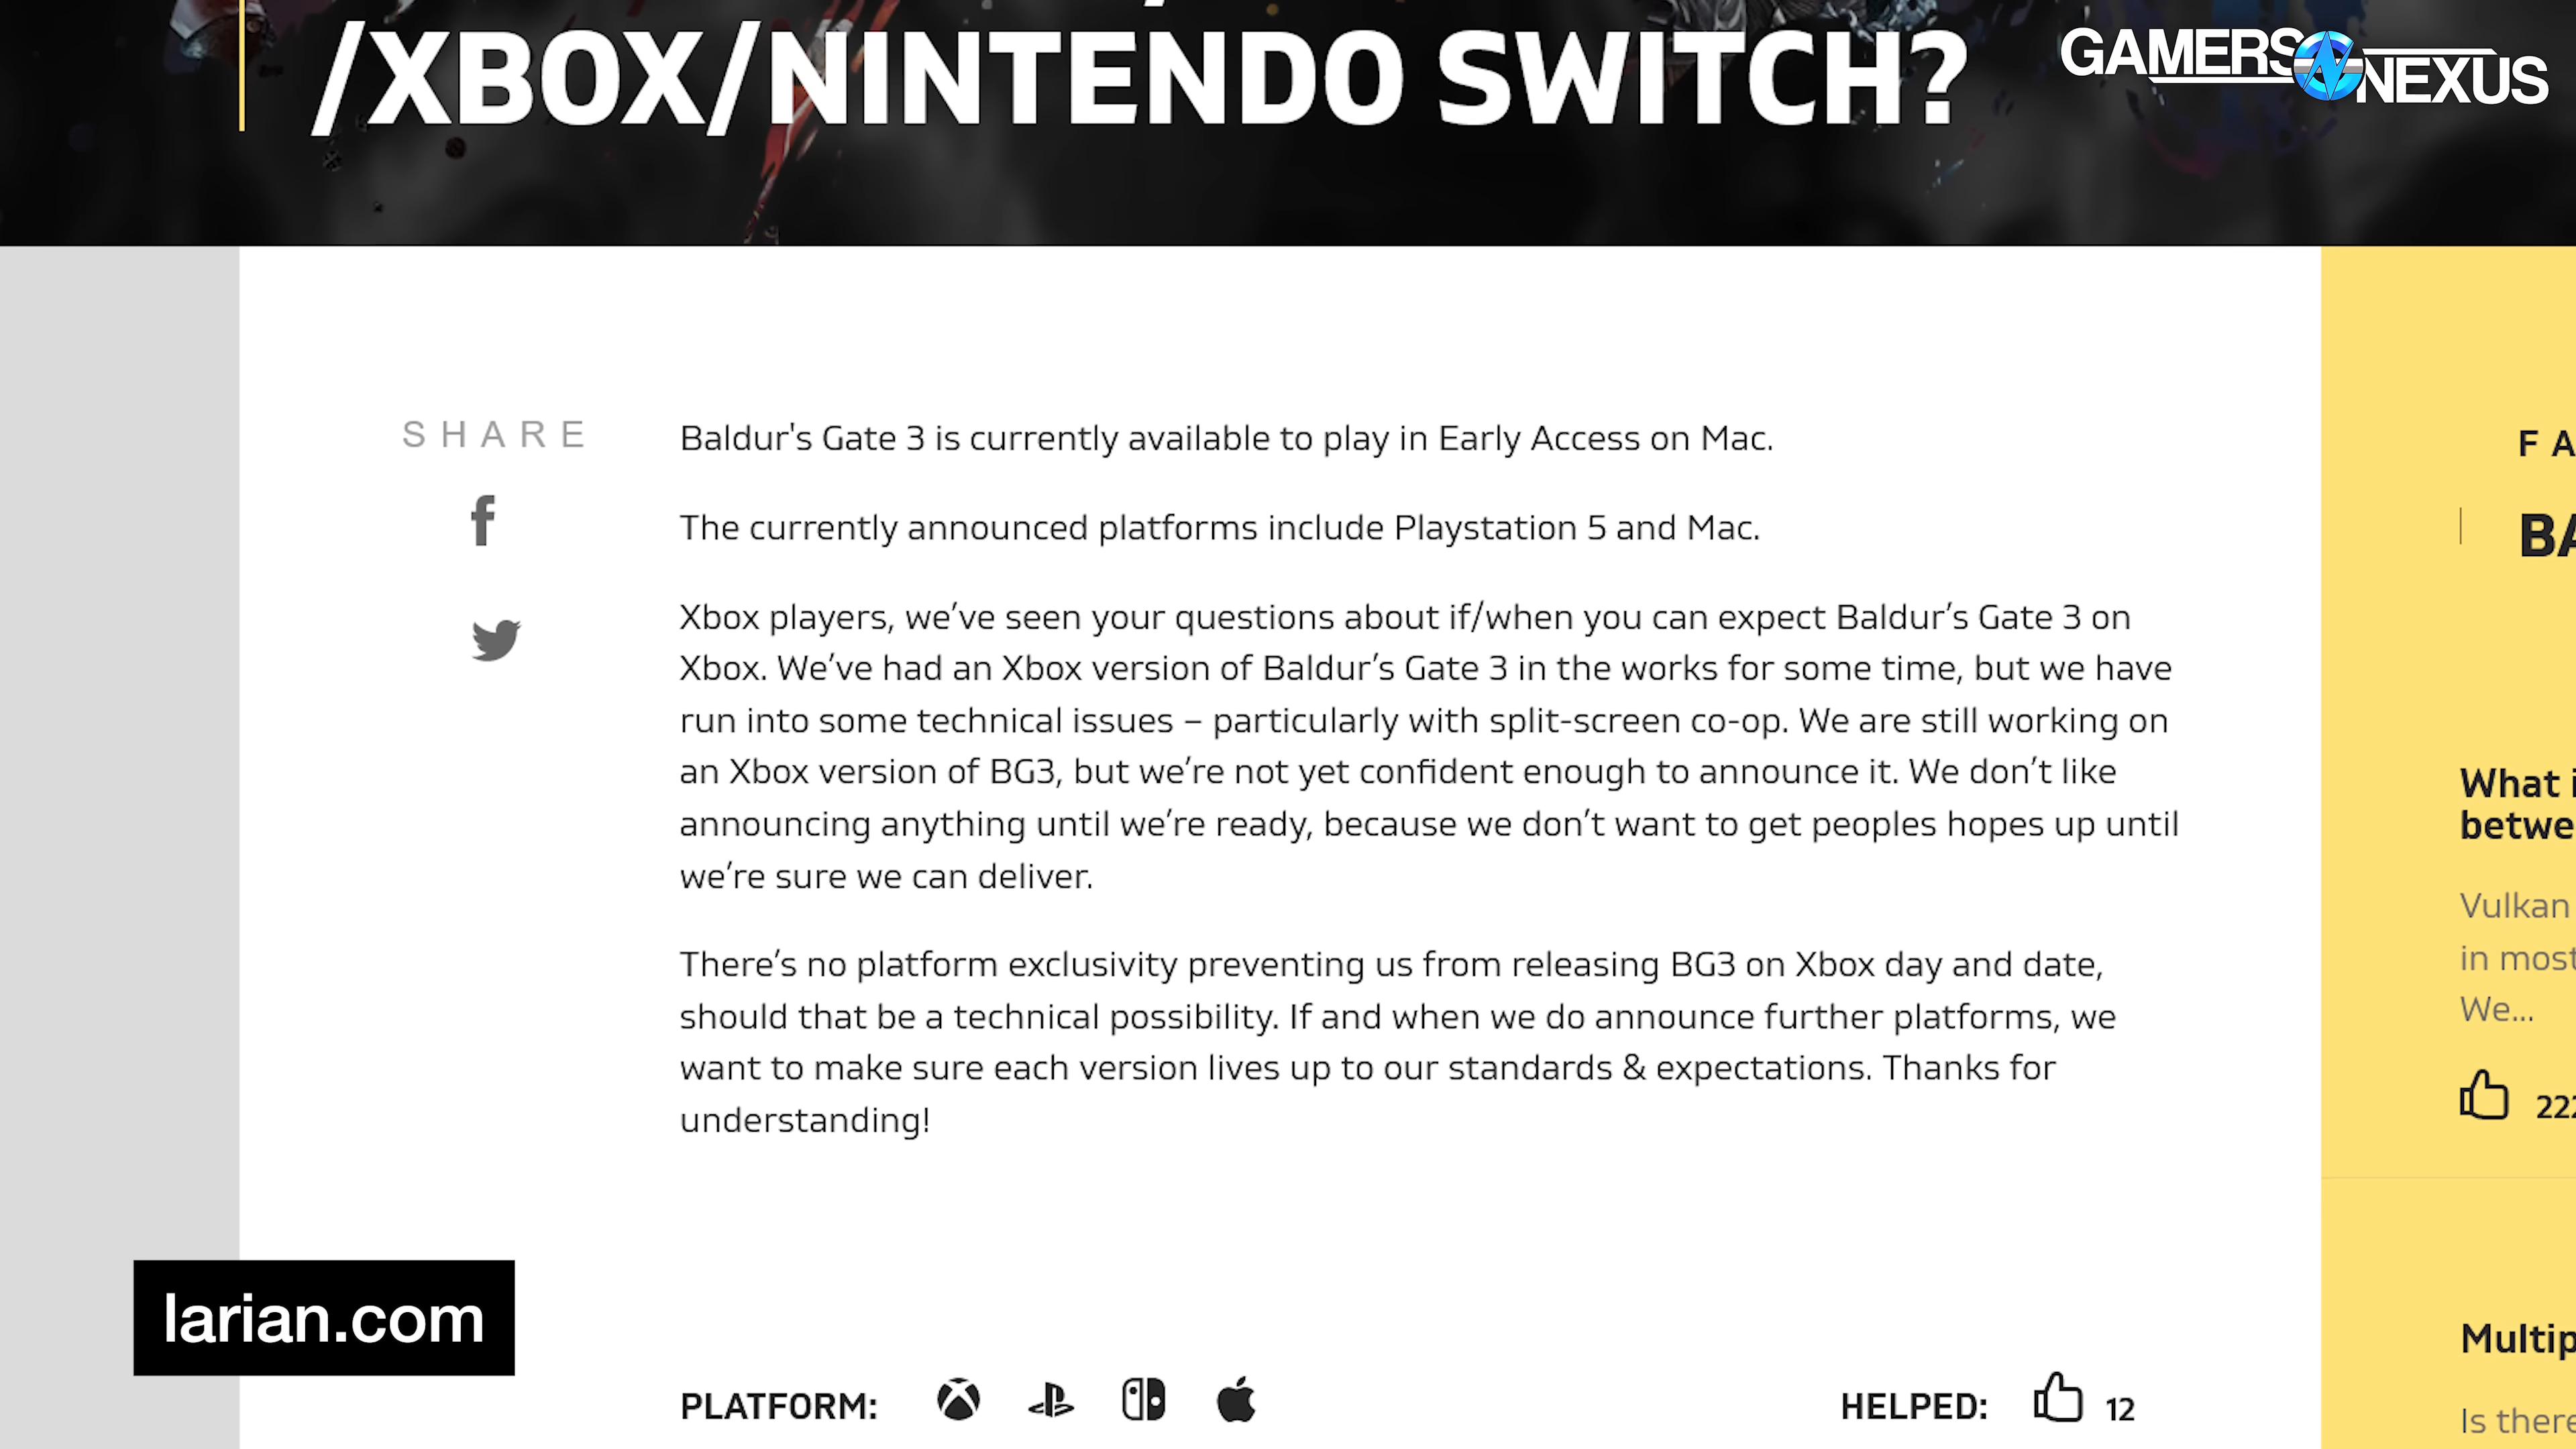 /XBOX/NINTENDO SWITCH?
GAMERS NEXUS
SHARE
Baldur's Gate 3 is currently available to play in Early Access on Mac.
The currently announced platforms include Playstation 5 and Mac.
Xbox players, we’ve seen your questions about if/when you can expect Baldur’s Gate 3 on
Xbox. We’ve had an Xbox version of Baldur’s Gate 3 in the works for some time, but we have
run into some technical issues – particularly with split-screen co-op. We are still working on
an Xbox version of BG3, but we’re not yet confident enough to announce it. We don’t like
announcing anything until we’re ready, because we don’t want to get peoples hopes up until
we’re sure we can deliver.
There’s no platform exclusivity preventing us from releasing BG3 on Xbox day and date,
should that be a technical possibility. If and when we do announce further platforms, we
want to make sure each version lives up to our standards & expectations. Thanks for
understanding!
PLATFORM:
HELPED: 12
larian.com
FA
BA
What i
betwe
Vulkan
in most
We...
222
Multip
Is there